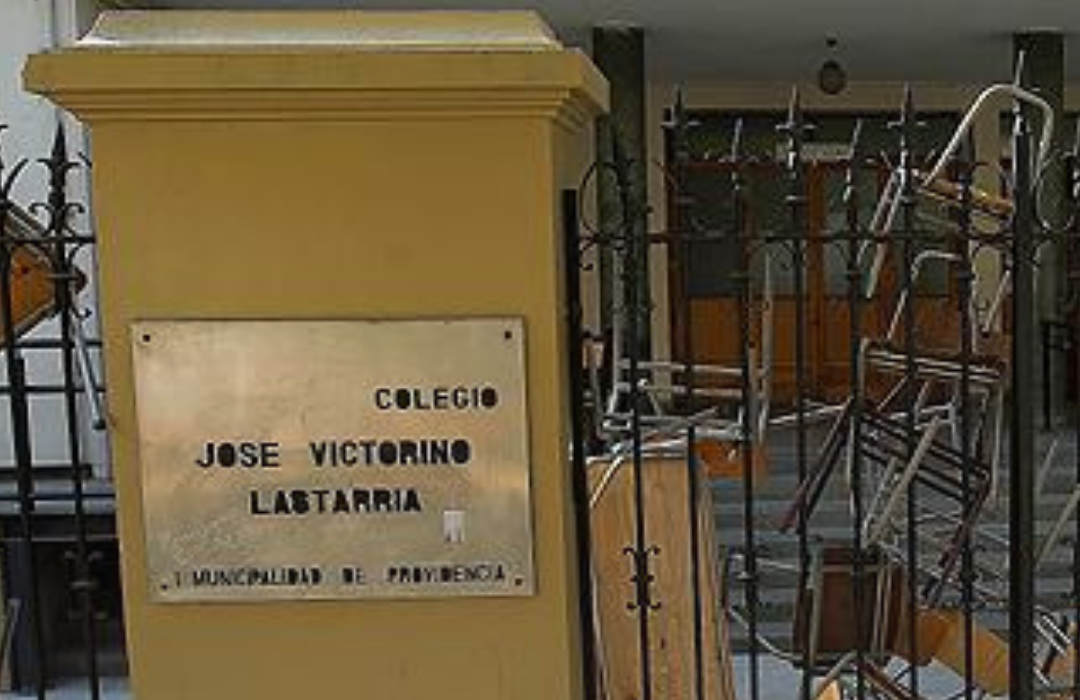 COLEGIO
JOSE VICTORINO
LASTARRIA
I MUNICIPALIDAD DE PROVIDENCIA